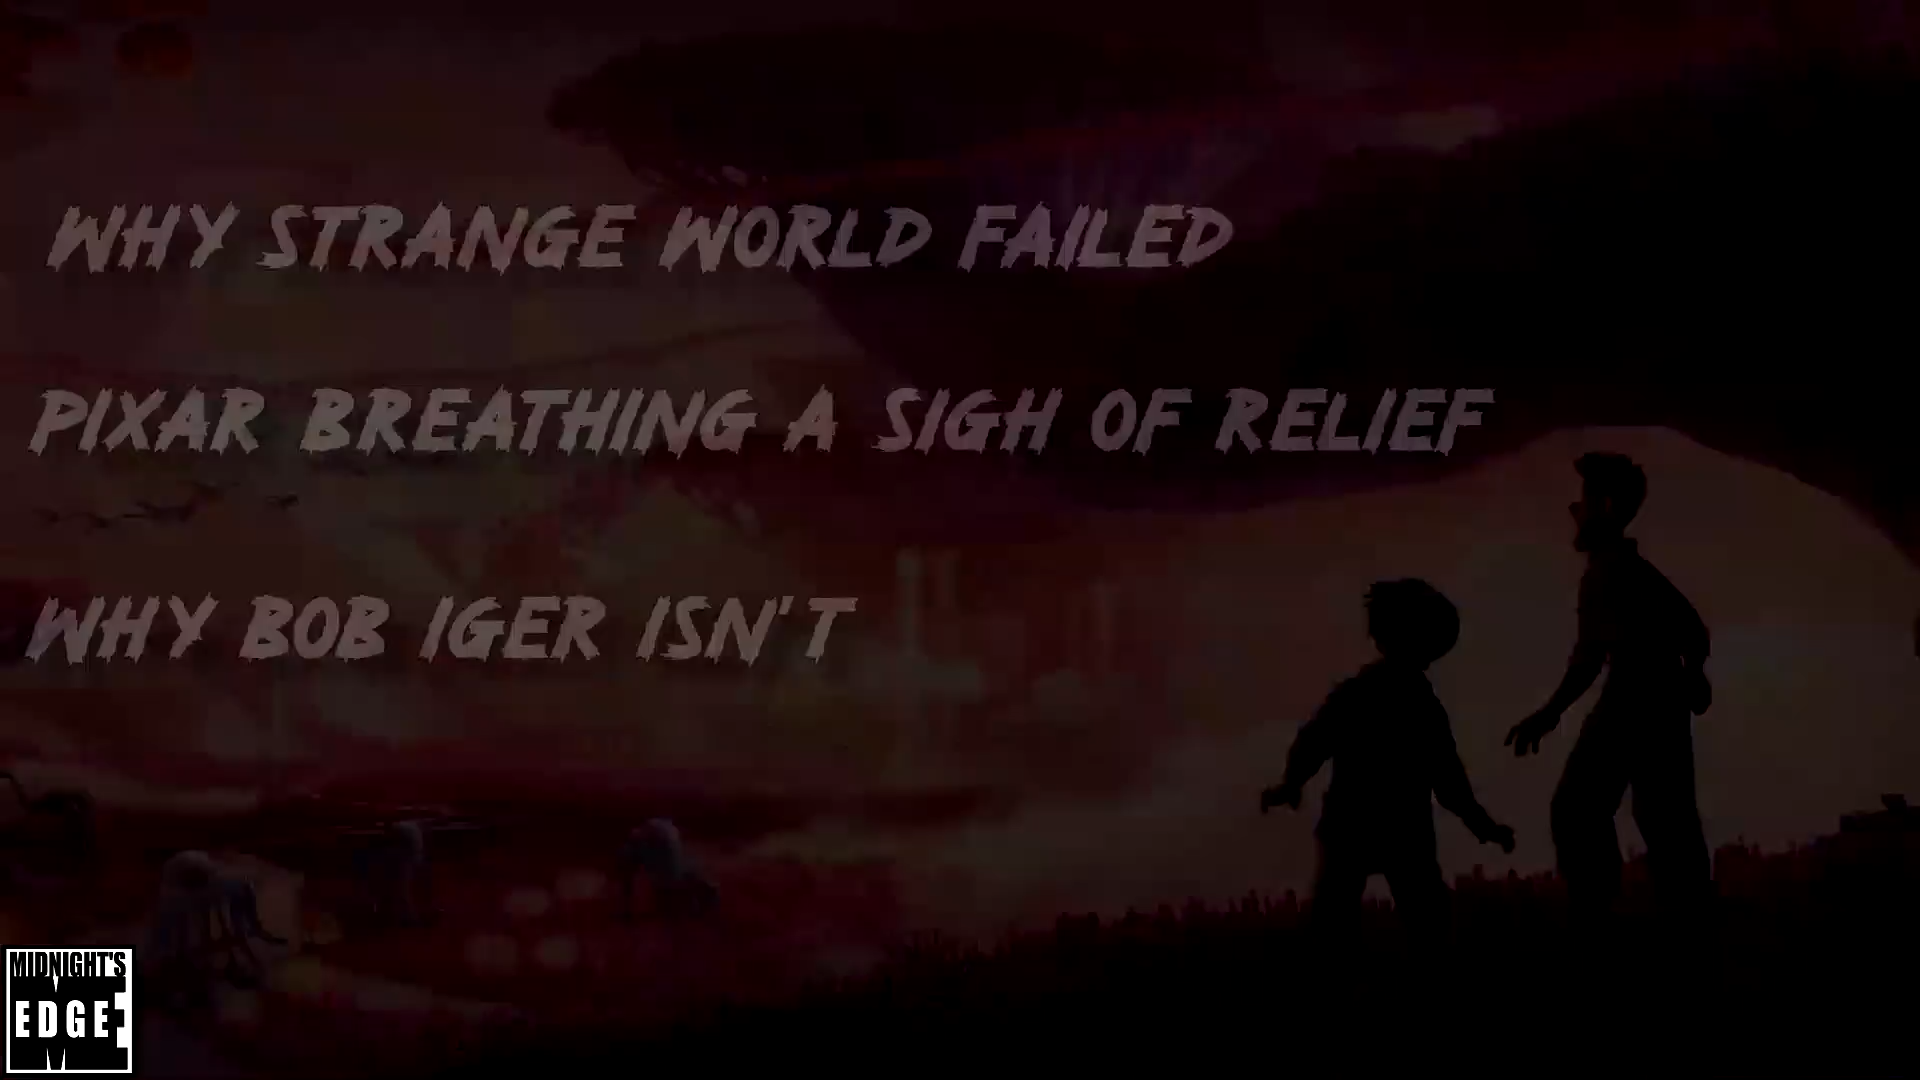 WHY STRANGE WORLD FAILED
PIXAR BREATHING A SIGH OF RELIEF
WHY BOB IGER ISN'T
MIDNIGHT'S
EDGE